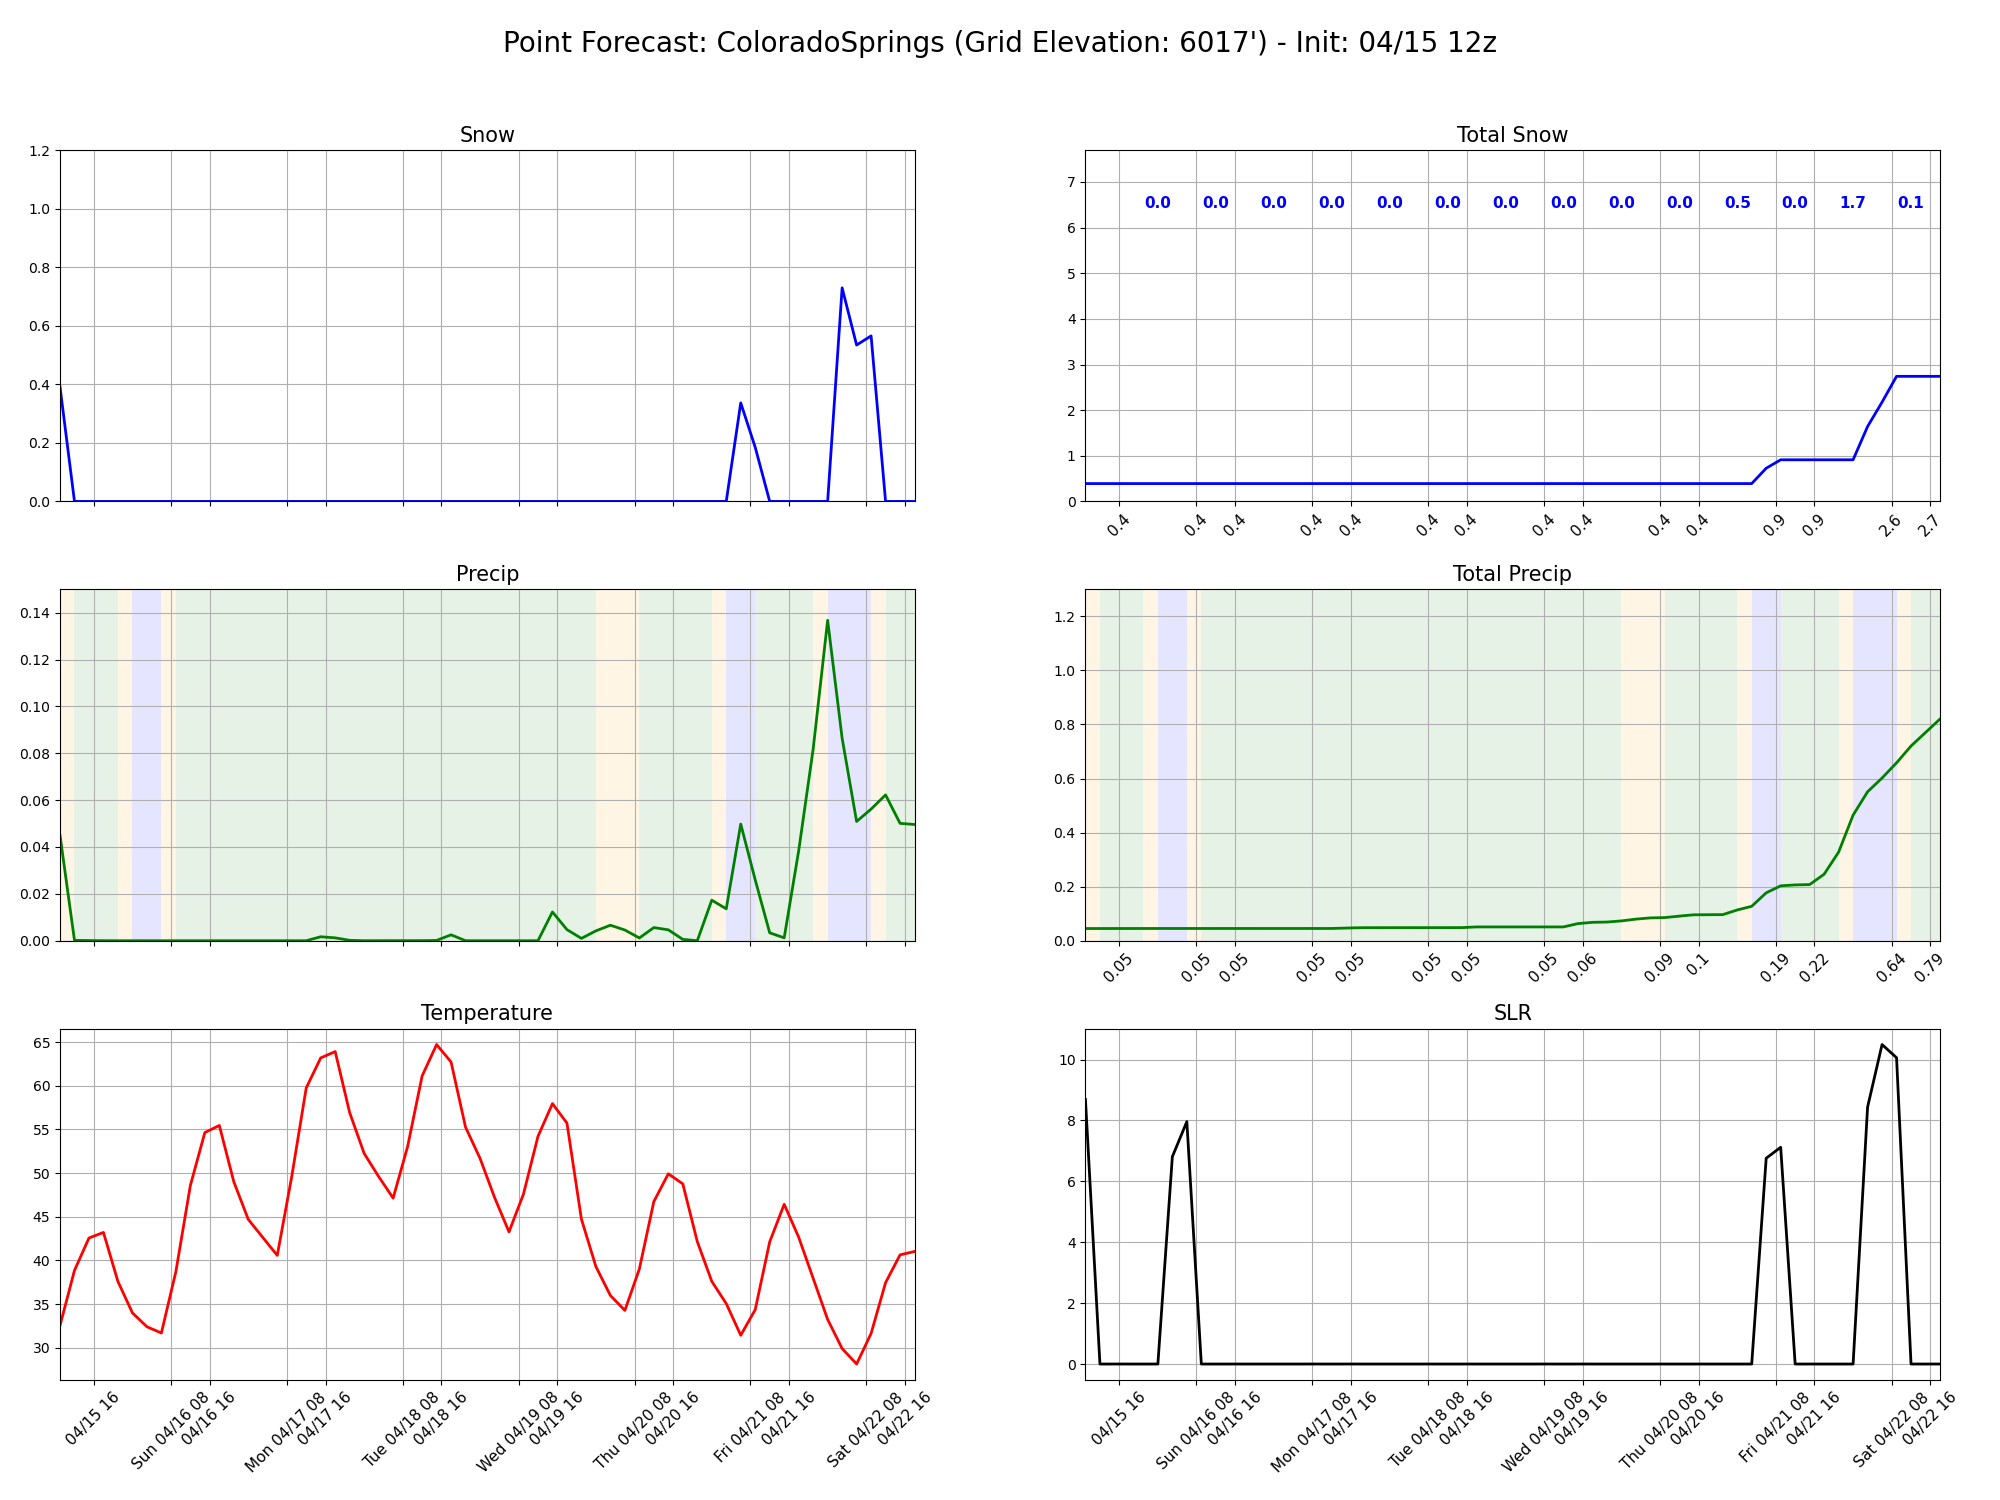 Point Forecast: ColoradoSprings (Grid Elevation: 6017') - Init: 04/15 12z
Snow
1.2
1.0
0.8
0.6
0.4
0.2
0.0
Total Snow
7
6
5
4
3
2
1
0
0.0 0.0 0.0 0.0 0.0 0.0 0.0 0.0 0.0 0.0 0.5 0.0 1.7 0.1
0.4 0.4 0.4 0.4 0.4 0.4 0.4 0.4 0.4 0.4 0.4 0.9 0.9 2.6 2.7
Precip
0.14
0.12
0.10
0.08
0.06
0.04
0.02
0.00
Total Precip
1.2
1.0
0.8
0.6
0.4
0.2
0.0
0.05 0.05 0.05 0.05 0.05 0.05 0.05 0.05 0.06 0.09 0.1 0.19 0.22 0.64 0.79
Temperature
65
60
55
50
45
40
35
30
04/15 16
Sun 04/16 08
04/16 16
Mon 04/17 08
04/17 16
Tue 04/18 08
04/18 16
Wed 04/19 08
04/19 16
Thu 04/20 08
04/20 16
Fri 04/21 08
04/21 16
Sat 04/22 08
04/22 16
SLR
10
8
6
4
2
0
04/15 16
Sun 04/16 08
04/16 16
Mon 04/17 08
04/17 16
Tue 04/18 08
04/18 16
Wed 04/19 08
04/19 16
Thu 04/20 08
04/20 16
Fri 04/21 08
04/21 16
Sat 04/22 08
04/22 16